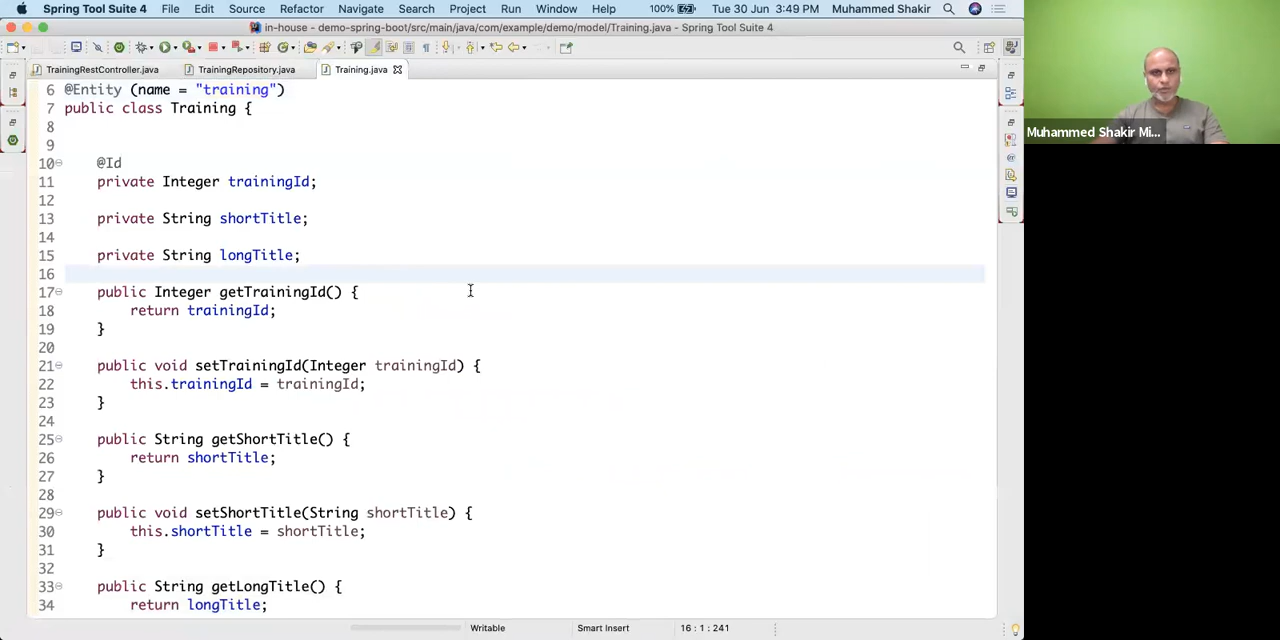 Spring Tool Suite 4 File Edit Source Refactor Navigate Search Project Run Window Help 100% Tue 30 Jun 3:49 PM Muhammed Shakir
in-house - demo-spring-boot/src/main/java/com/example/demo/model/Training.java - Spring Tool Suite 4
TrainingRestController.java TrainingRepository.java Training.java
6 @Entity (name = "training")
7 public class Training {
8
9
10 @Id
11 private Integer trainingId;
12
13 private String shortTitle;
14
15 private String longTitle;
16
17 public Integer getTrainingId() {
18 return trainingId;
19 }
20
21 public void setTrainingId(Integer trainingId) {
22 this.trainingId = trainingId;
23 }
24
25 public String getShortTitle() {
26 return shortTitle;
27 }
28
29 public void setShortTitle(String shortTitle) {
30 this.shortTitle = shortTitle;
31 }
32
33 public String getLongTitle() {
34 return longTitle;
Writable Smart Insert 16 : 1 : 241
Muhammed Shakir Mi...